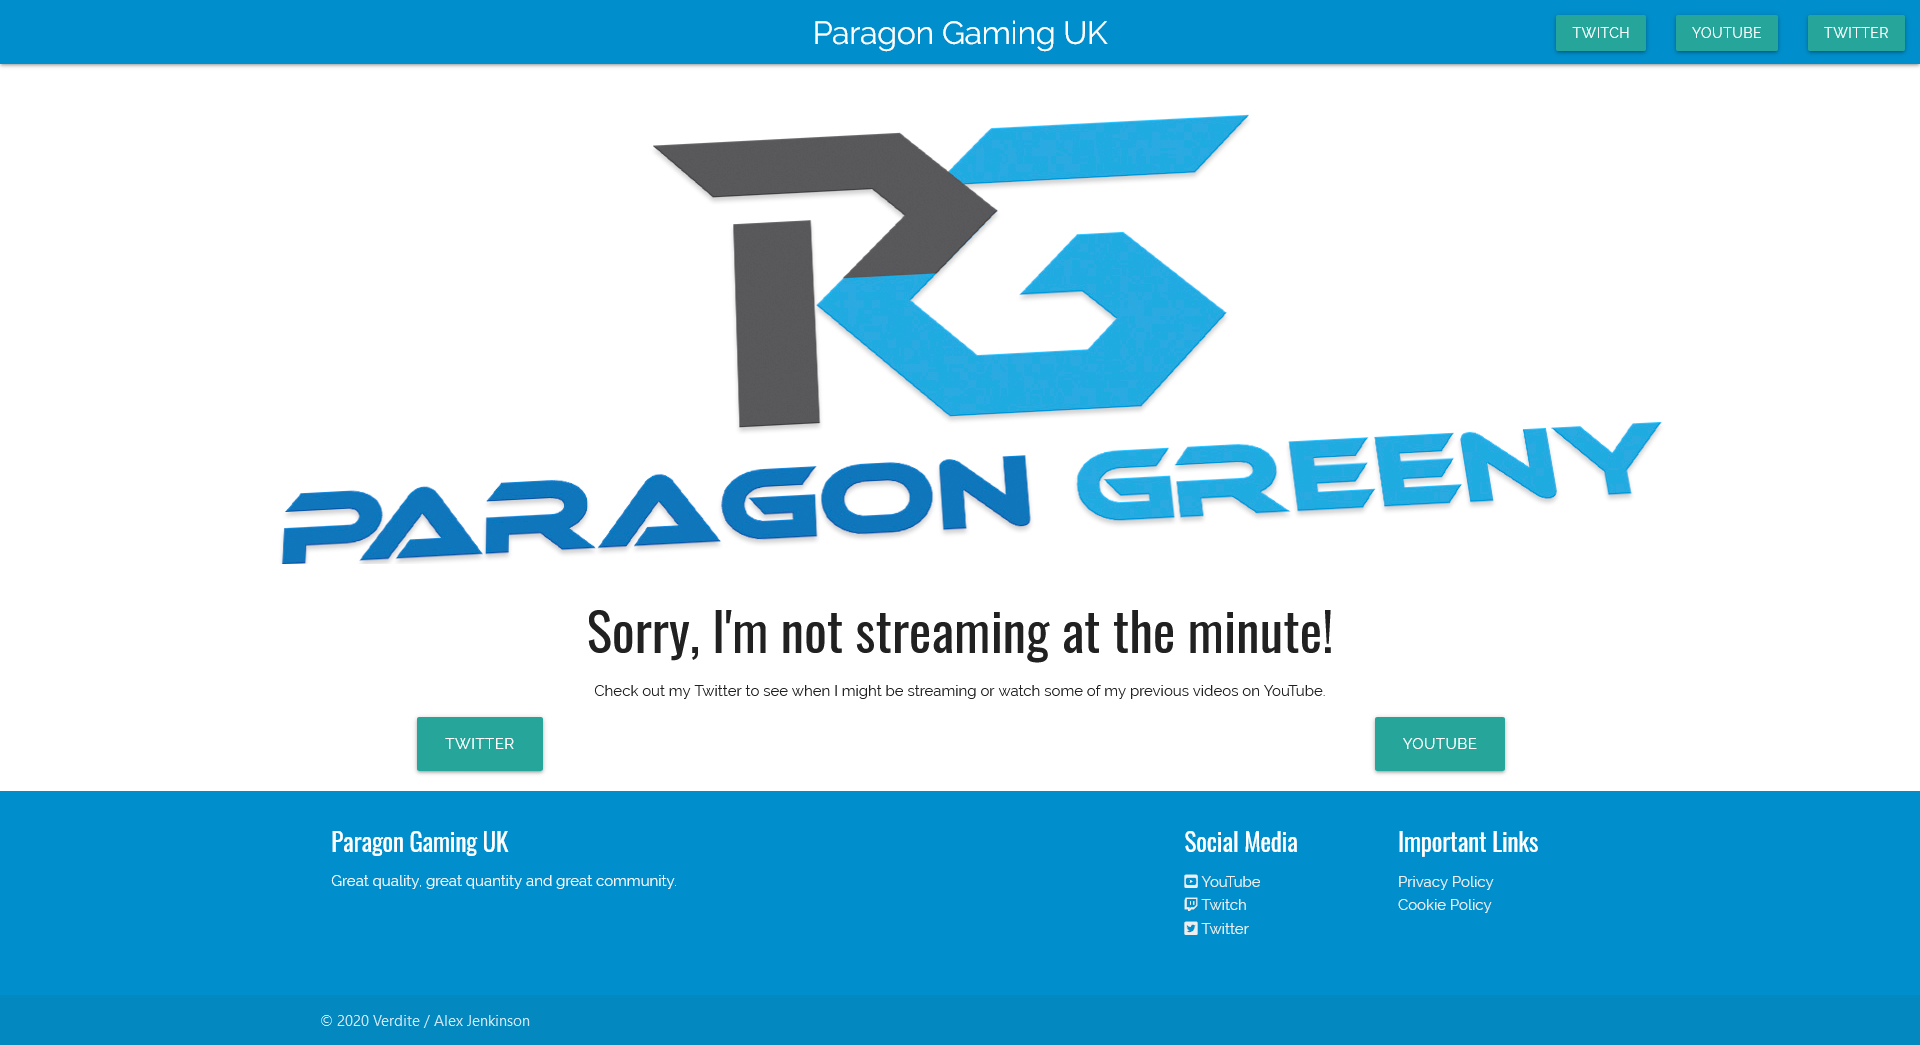 Paragon Gaming UK
TWITCH
YOUTUBE
TWITTER
PG
PARAGON GREENY
Sorry, I'm not streaming at the minute!
Check out my Twitter to see when I might be streaming or watch some of my previous videos on YouTube.
TWITTER
YOUTUBE
Paragon Gaming UK
Great quality, great quantity and great community.
Social Media
YouTube
Twitch
Twitter
Important Links
Privacy Policy
Cookie Policy
© 2020 Verdite / Alex Jenkinson